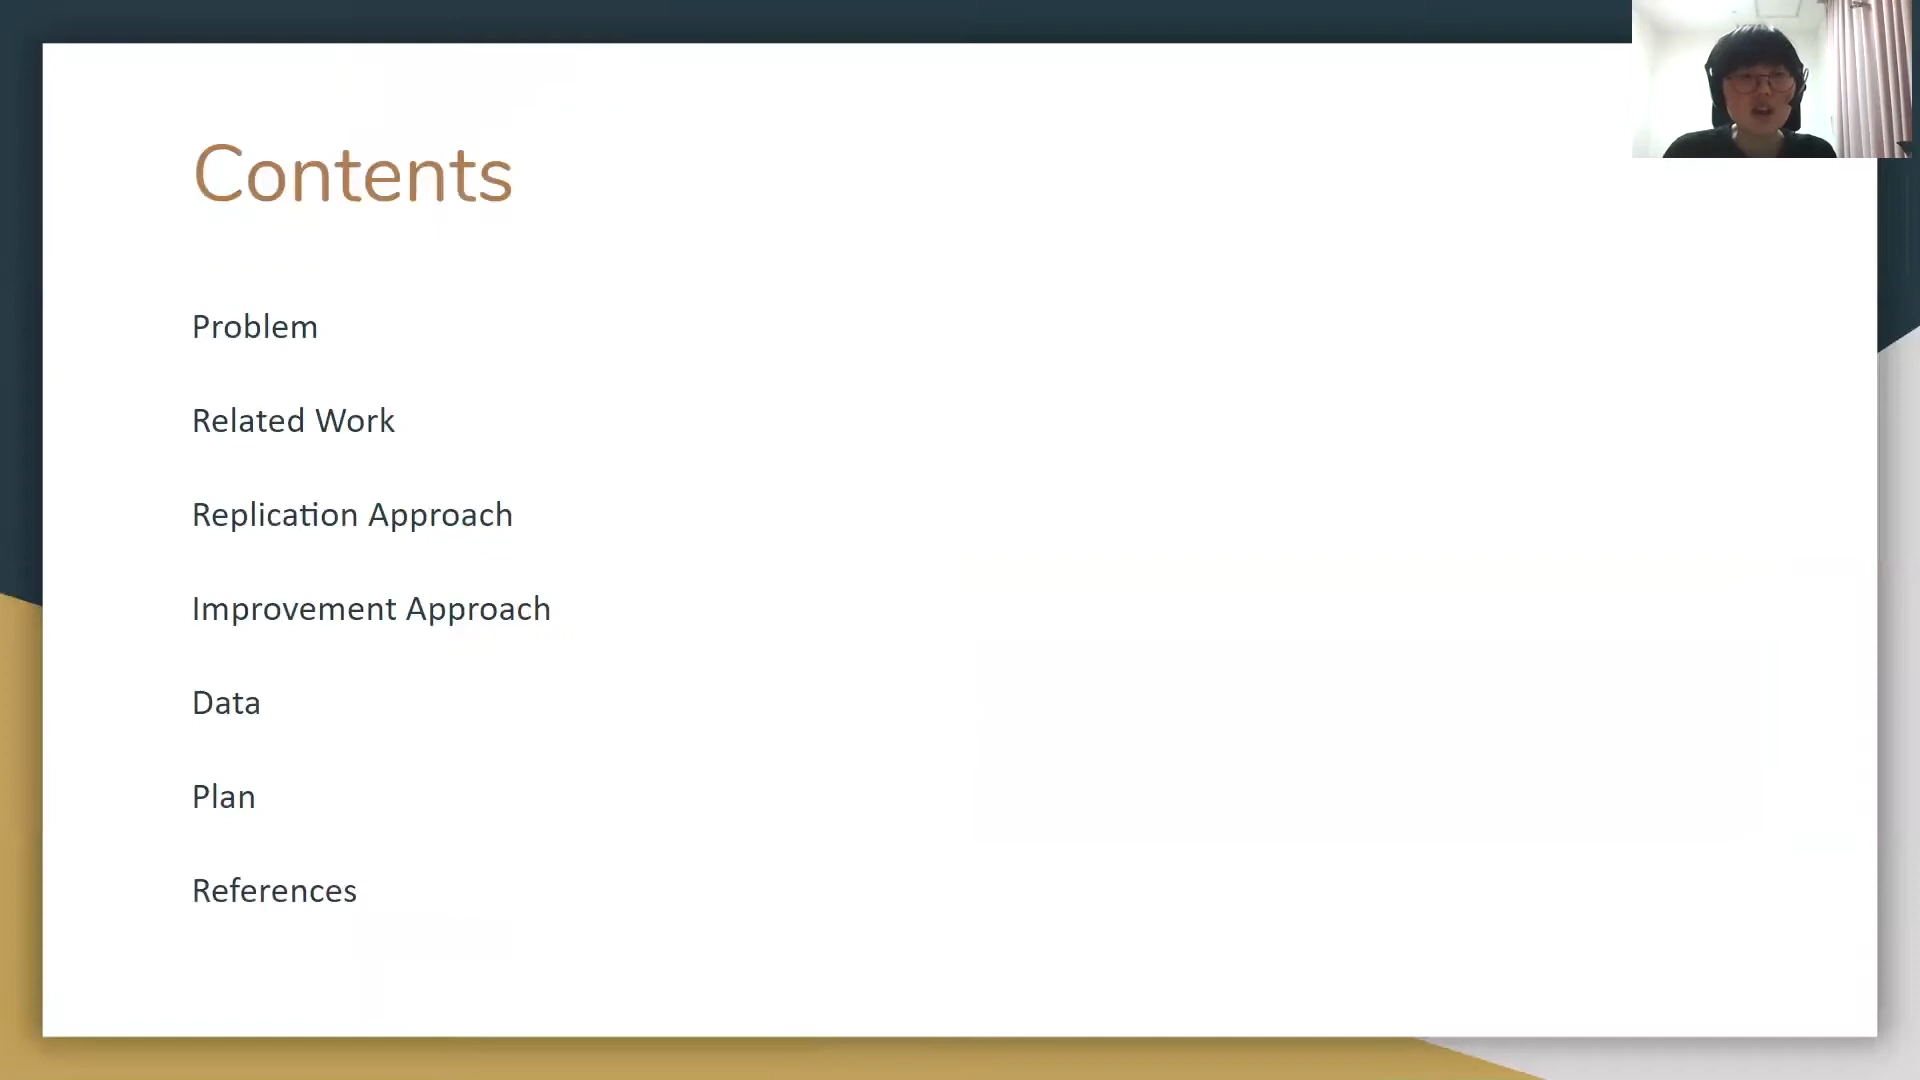 Contents
Problem
Related Work
Replication Approach
Improvement Approach
Data
Plan
References